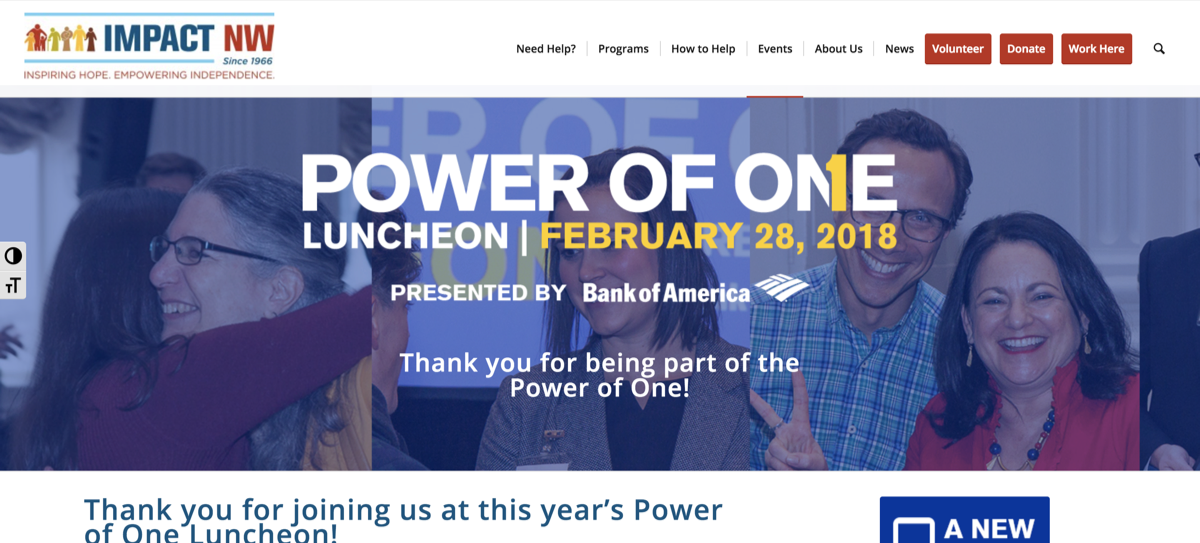 IMPACT NW
Since 1966
INSPIRING HOPE. EMPOWERING INDEPENDENCE.
Need Help?
Programs
How to Help
Events
About Us
News
Volunteer
Donate
Work Here
POWER OF ONE
LUNCHEON | FEBRUARY 28, 2018
PRESENTED BY Bank of America
Thank you for being part of the
Power of One!
Thank you for joining us at this year’s Power
of One Luncheon!
A NEW